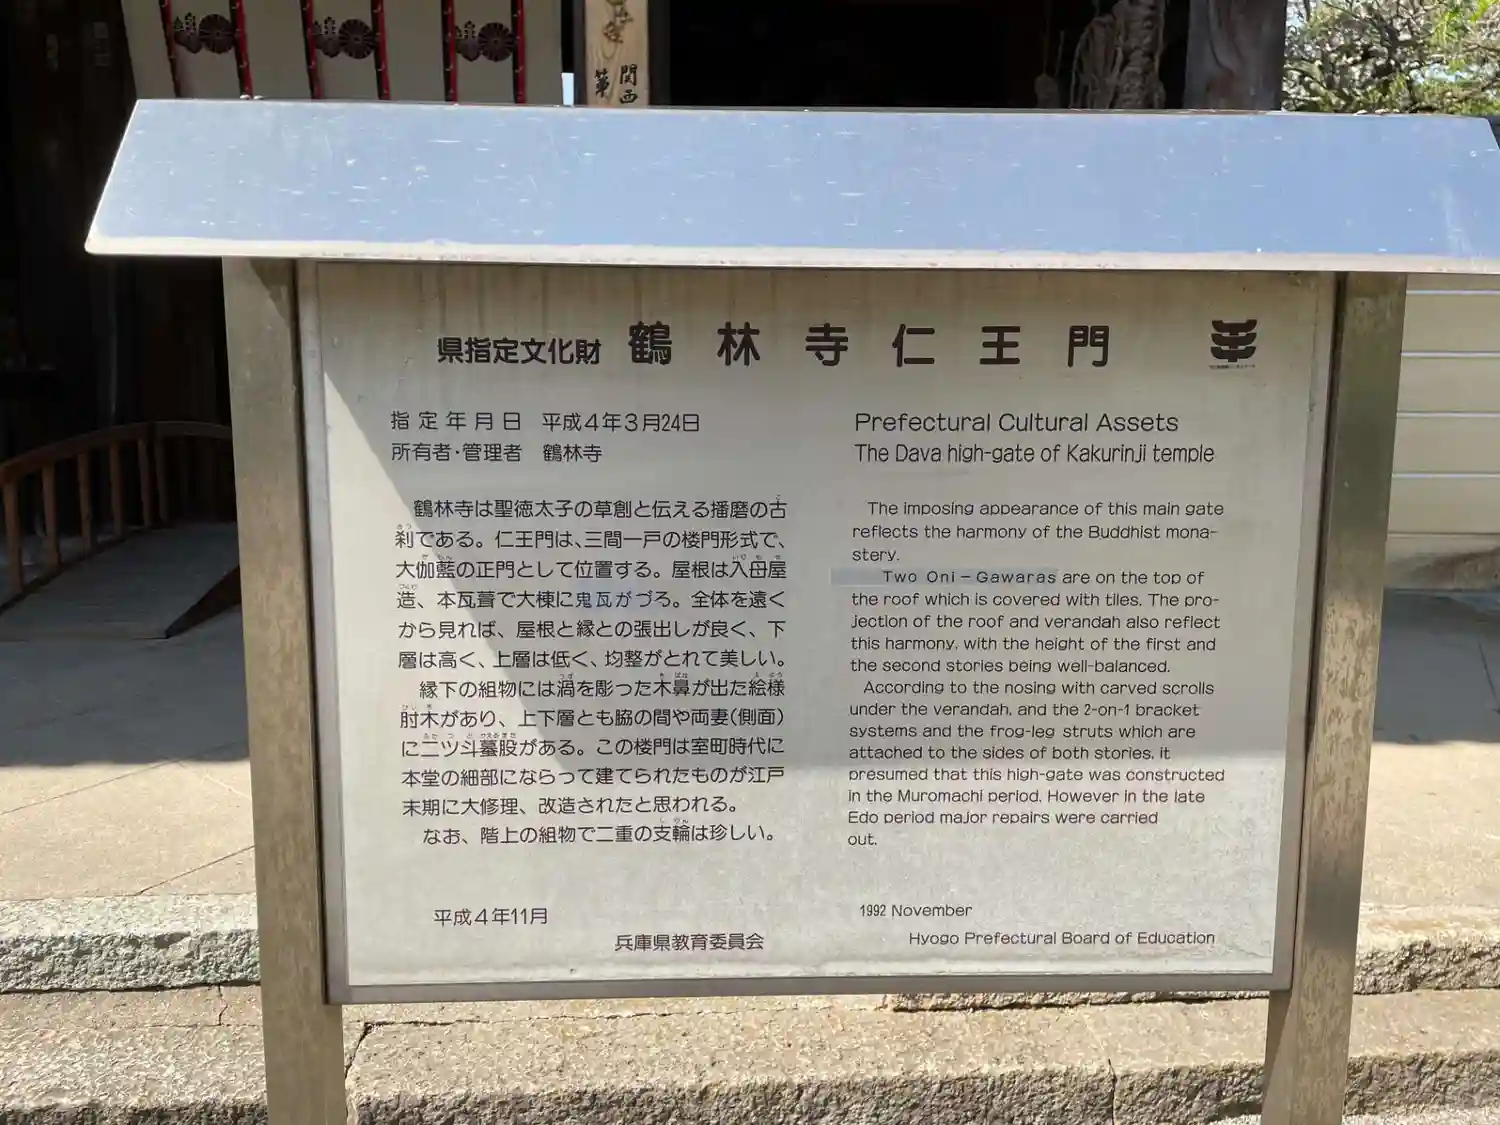 関西
第
県指定文化財 鶴林寺仁王門
指定年月日 平成4年3月24日
所有者・管理者 鶴林寺
鶴林寺は聖徳太子の草創と伝える播磨の古
刹である。仁王門は、三間一戸の楼門形式で、
大伽藍の正門として位置する。屋根は入母屋
造、本瓦葺で大棟に鬼瓦がづろ。全体を遠く
から見れば、屋根と縁との張出しが良く、下
層は高く、上層は低く、均整がとれて美しい。
縁下の組物には渦を彫った木鼻が出た絵様
肘木があり、上下層とも脇の間や両妻(側面)
に二ツ斗蟇股がある。この楼門は室町時代に
本堂の細部にならって建てられたものが江戸
末期に大修理、改造されたと思われる。
なお、階上の組物で二重の支輪は珍しい。
平成4年11月
兵庫県教育委員会
Prefectural Cultural Assets
The Dava high-gate of Kakurinji temple
The imposing appearance of this main gate
reflects the harmony of the Buddhist mona-
stery.
Two Oni-Gawaras are on the top of
the roof which is covered with tiles. The pro-
jection of the roof and verandah also reflect
this harmony, with the height of the first and
the second stories being well-balanced.
According to the nosing with carved scrolls
under the verandah, and the 2-on-1 bracket
systems and the frog-leg struts which are
attached to the sides of both stories, it
presumed that this high-gate was constructed
in the Muromachi period. However in the late
Edo period major repairs were carried
out.
1992 November
Hyogo Prefectural Board of Education